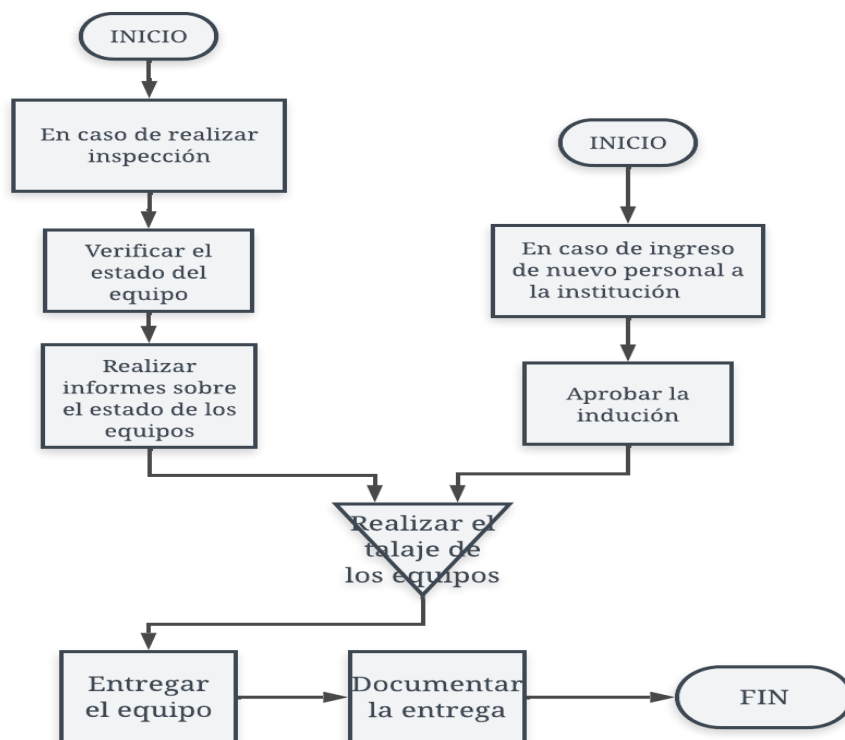 INICIO
En caso de realizar
inspección
Verificar el
estado del
equipo
Realizar
informes sobre
el estado de los
equipos
INICIO
En caso de ingreso
de nuevo personal a
la institución
Aprobar la
indución
Realizar el
talaje de
los equipos
Entregar
el equipo
Documentar
la entrega
FIN